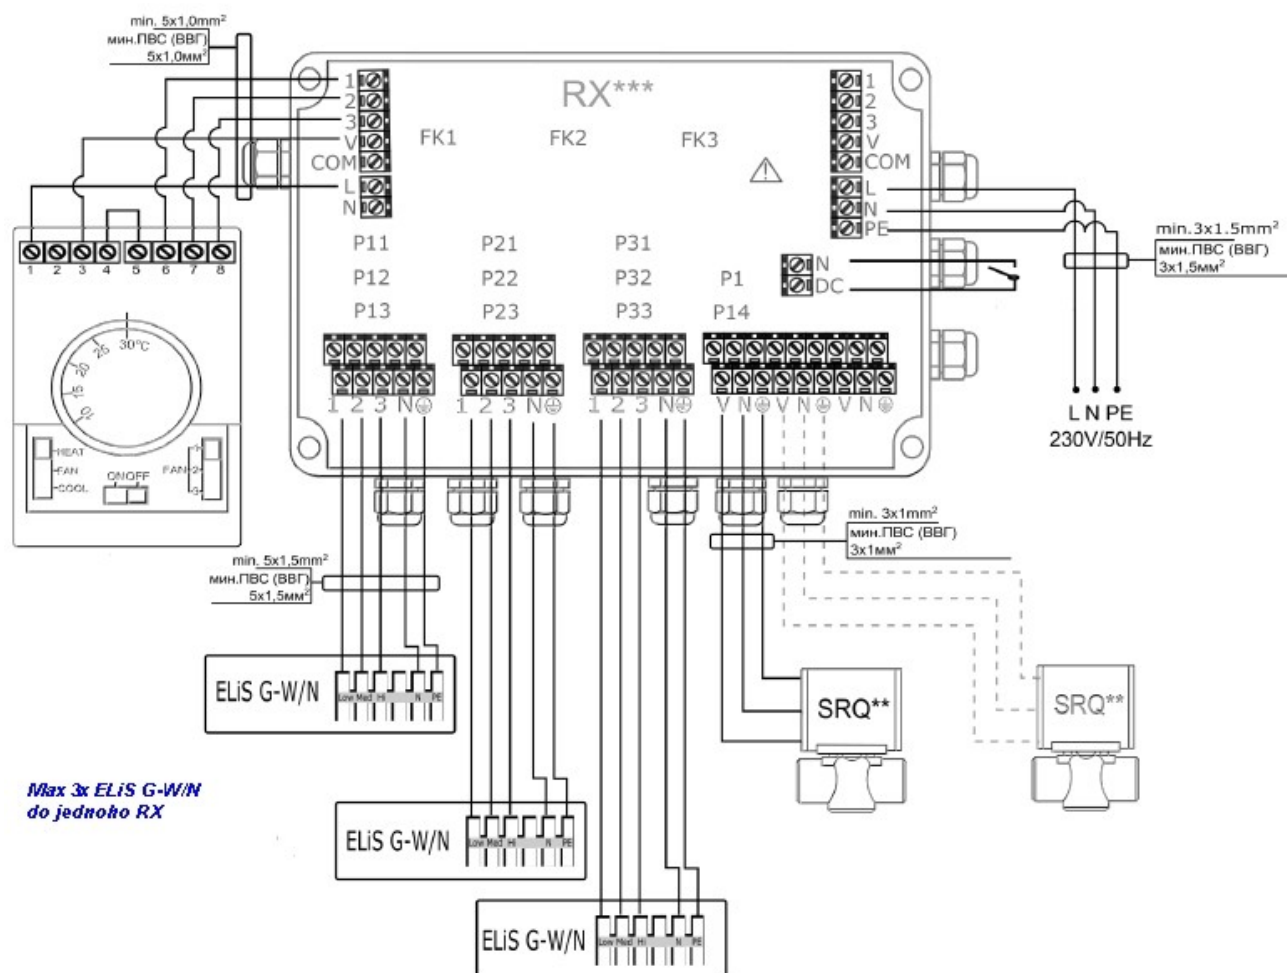 min. 5x1,0mm²
мин.ПВС (ВВГ)
5x1,0мм²
RX***
FK1 FK2 FK3
1
2
3
V
COM
L
N
1
2
3
V
COM
L
N
PE
N
DC
P11 P21 P31
P12 P22 P32 P1
P13 P23 P33 P14
1 2 3 4 5 6 7 8
10 15 20 25 30°C
HEAT
FAN
COOL
ONOFF
FAN
1
2
3
1 2 3 N
1 2 3 N
1 2 3 N
V N V N V N
min.3x1.5mm²
мин.ПВС (ВВГ)
3x1,5мм²
L N PE
230V/50Hz
min. 3x1mm²
мин.ПВС (ВВГ)
3x1мм²
min. 5x1,5mm²
мин.ПВС (ВВГ)
5x1,5мм²
ELiS G-W/N
Low Med Hi N PE
SRQ**
SRQ**
Max 3x ELiS G-W/N
do jednoho RX
ELiS G-W/N
Low Med Hi N PE
ELiS G-W/N
Low Med Hi N PE